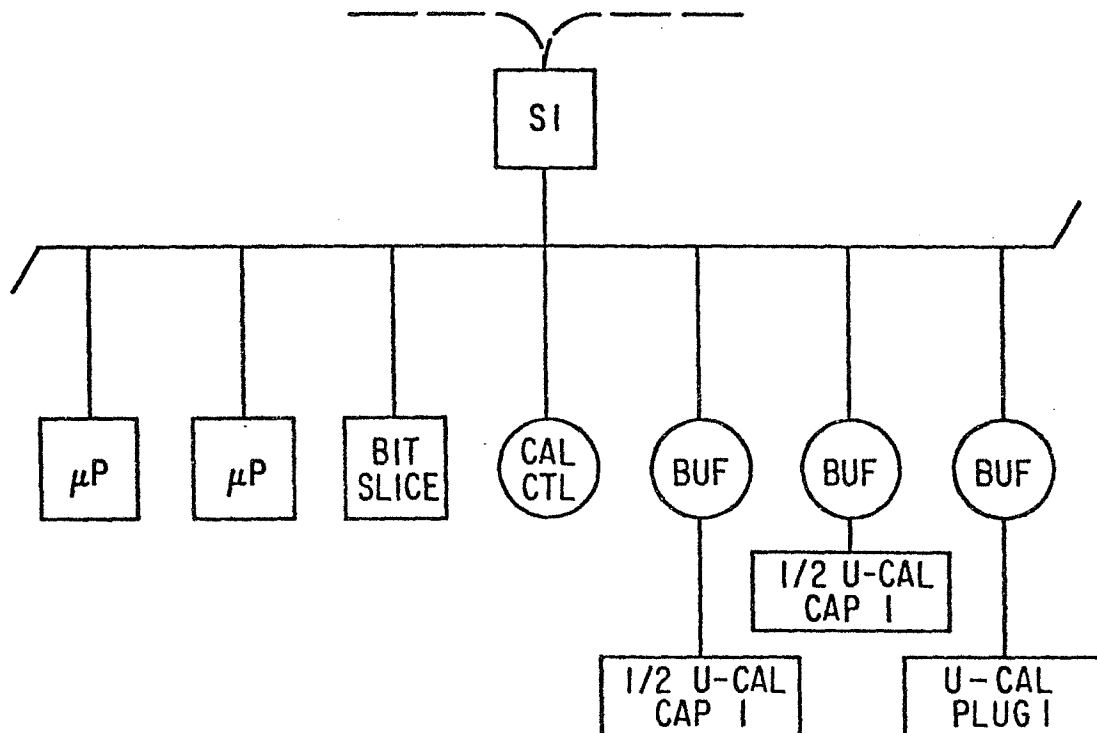 SI
μP
μP
BIT
SLICE
CAL
CTL
BUF
BUF
BUF
1/2 U-CAL
CAP 1
1/2 U-CAL
CAP 1
U-CAL
PLUG 1